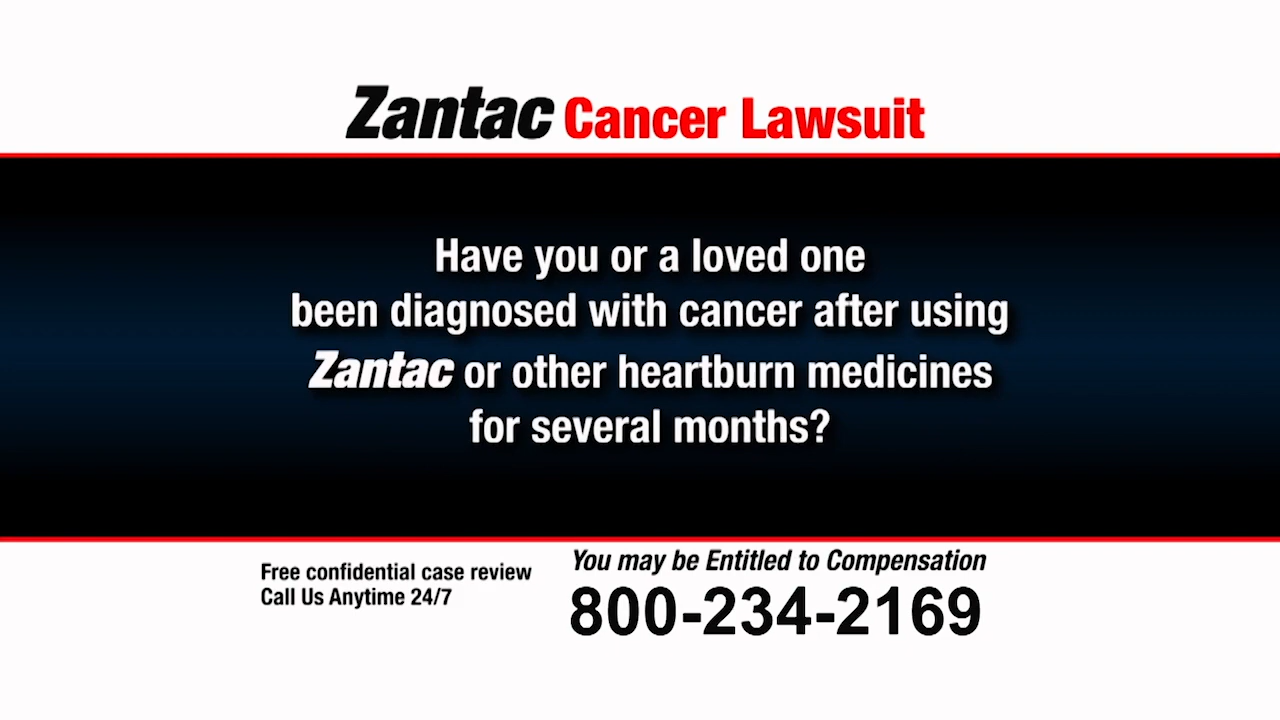 Zantac Cancer Lawsuit
Have you or a loved one
been diagnosed with cancer after using
Zantac or other heartburn medicines
for several months?
Free confidential case review
Call Us Anytime 24/7
You may be Entitled to Compensation
800-234-2169